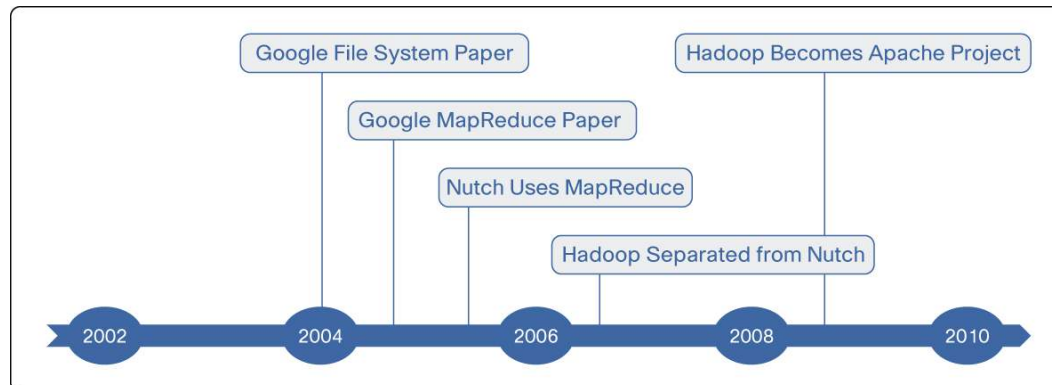 Google File System Paper
Hadoop Becomes Apache Project
Google MapReduce Paper
Nutch Uses MapReduce
Hadoop Separated from Nutch
2002
2004
2006
2008
2010